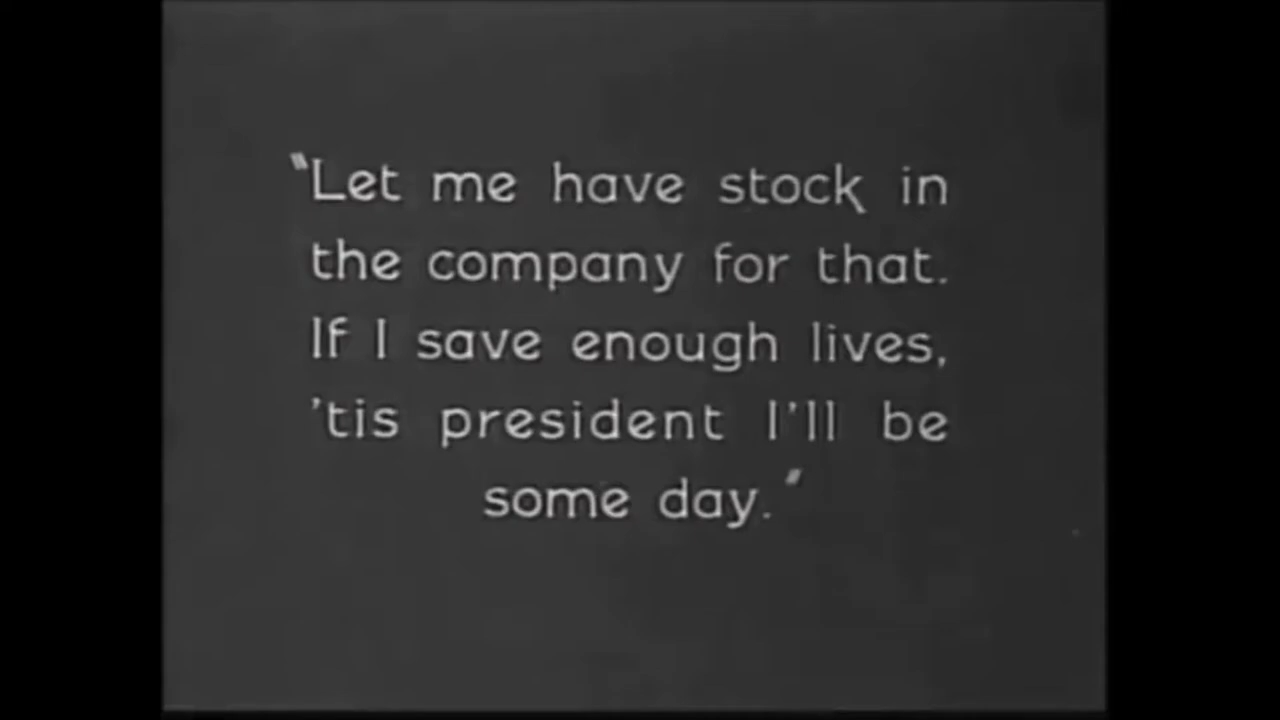 "Let me have stock in
the company for that.
If I save enough lives,
'tis president I'll be
some day."